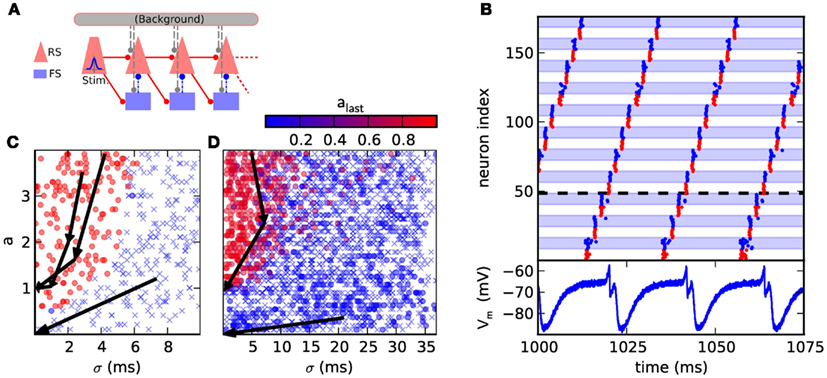 A
(Background)
RS
FS
Stim.
a_last
0.2 0.4 0.6 0.8
C
a
3
2
1
2 4 6 8
σ (ms)
D
5 10 15 20 25 30 35
σ (ms)
B
neuron index
150
100
50
0
V_m (mV)
−60
−70
−80
1000 1025 1050 1075
time (ms)